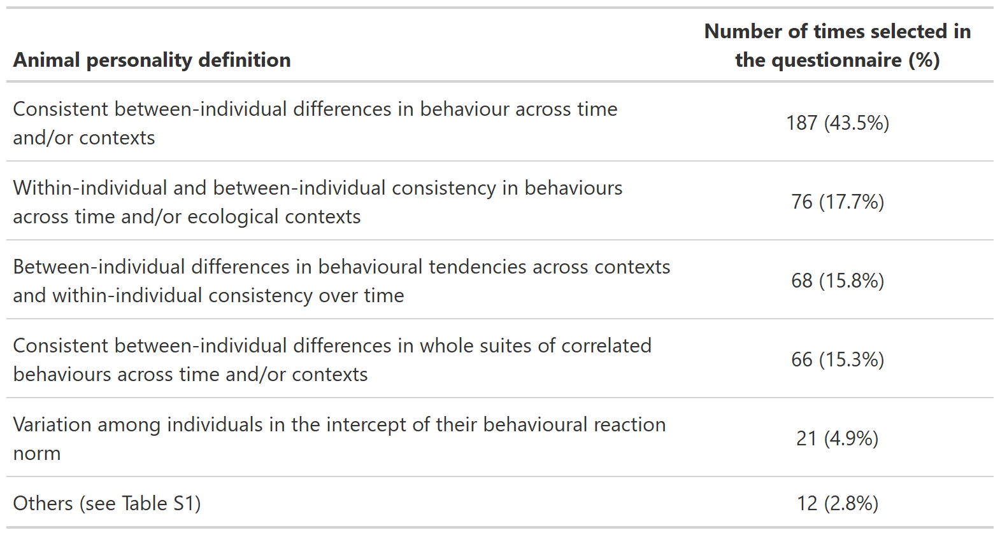 Number of times selected in
Animal personality definition
the questionnaire (%)
Consistent between-individual differences in behaviour across time
and/or contexts
187 (43.5%)
Within-individual and between-individual consistency in behaviours
across time and/or ecological contexts
76 (17.7%)
Between-individual differences in behavioural tendencies across contexts
and within-individual consistency over time
68 (15.8%)
Consistent between-individual differences in whole suites of correlated
behaviours across time and/or contexts
66 (15.3%)
Variation among individuals in the intercept of their behavioural reaction
norm
21 (4.9%)
Others (see Table S1)
12 (2.8%)